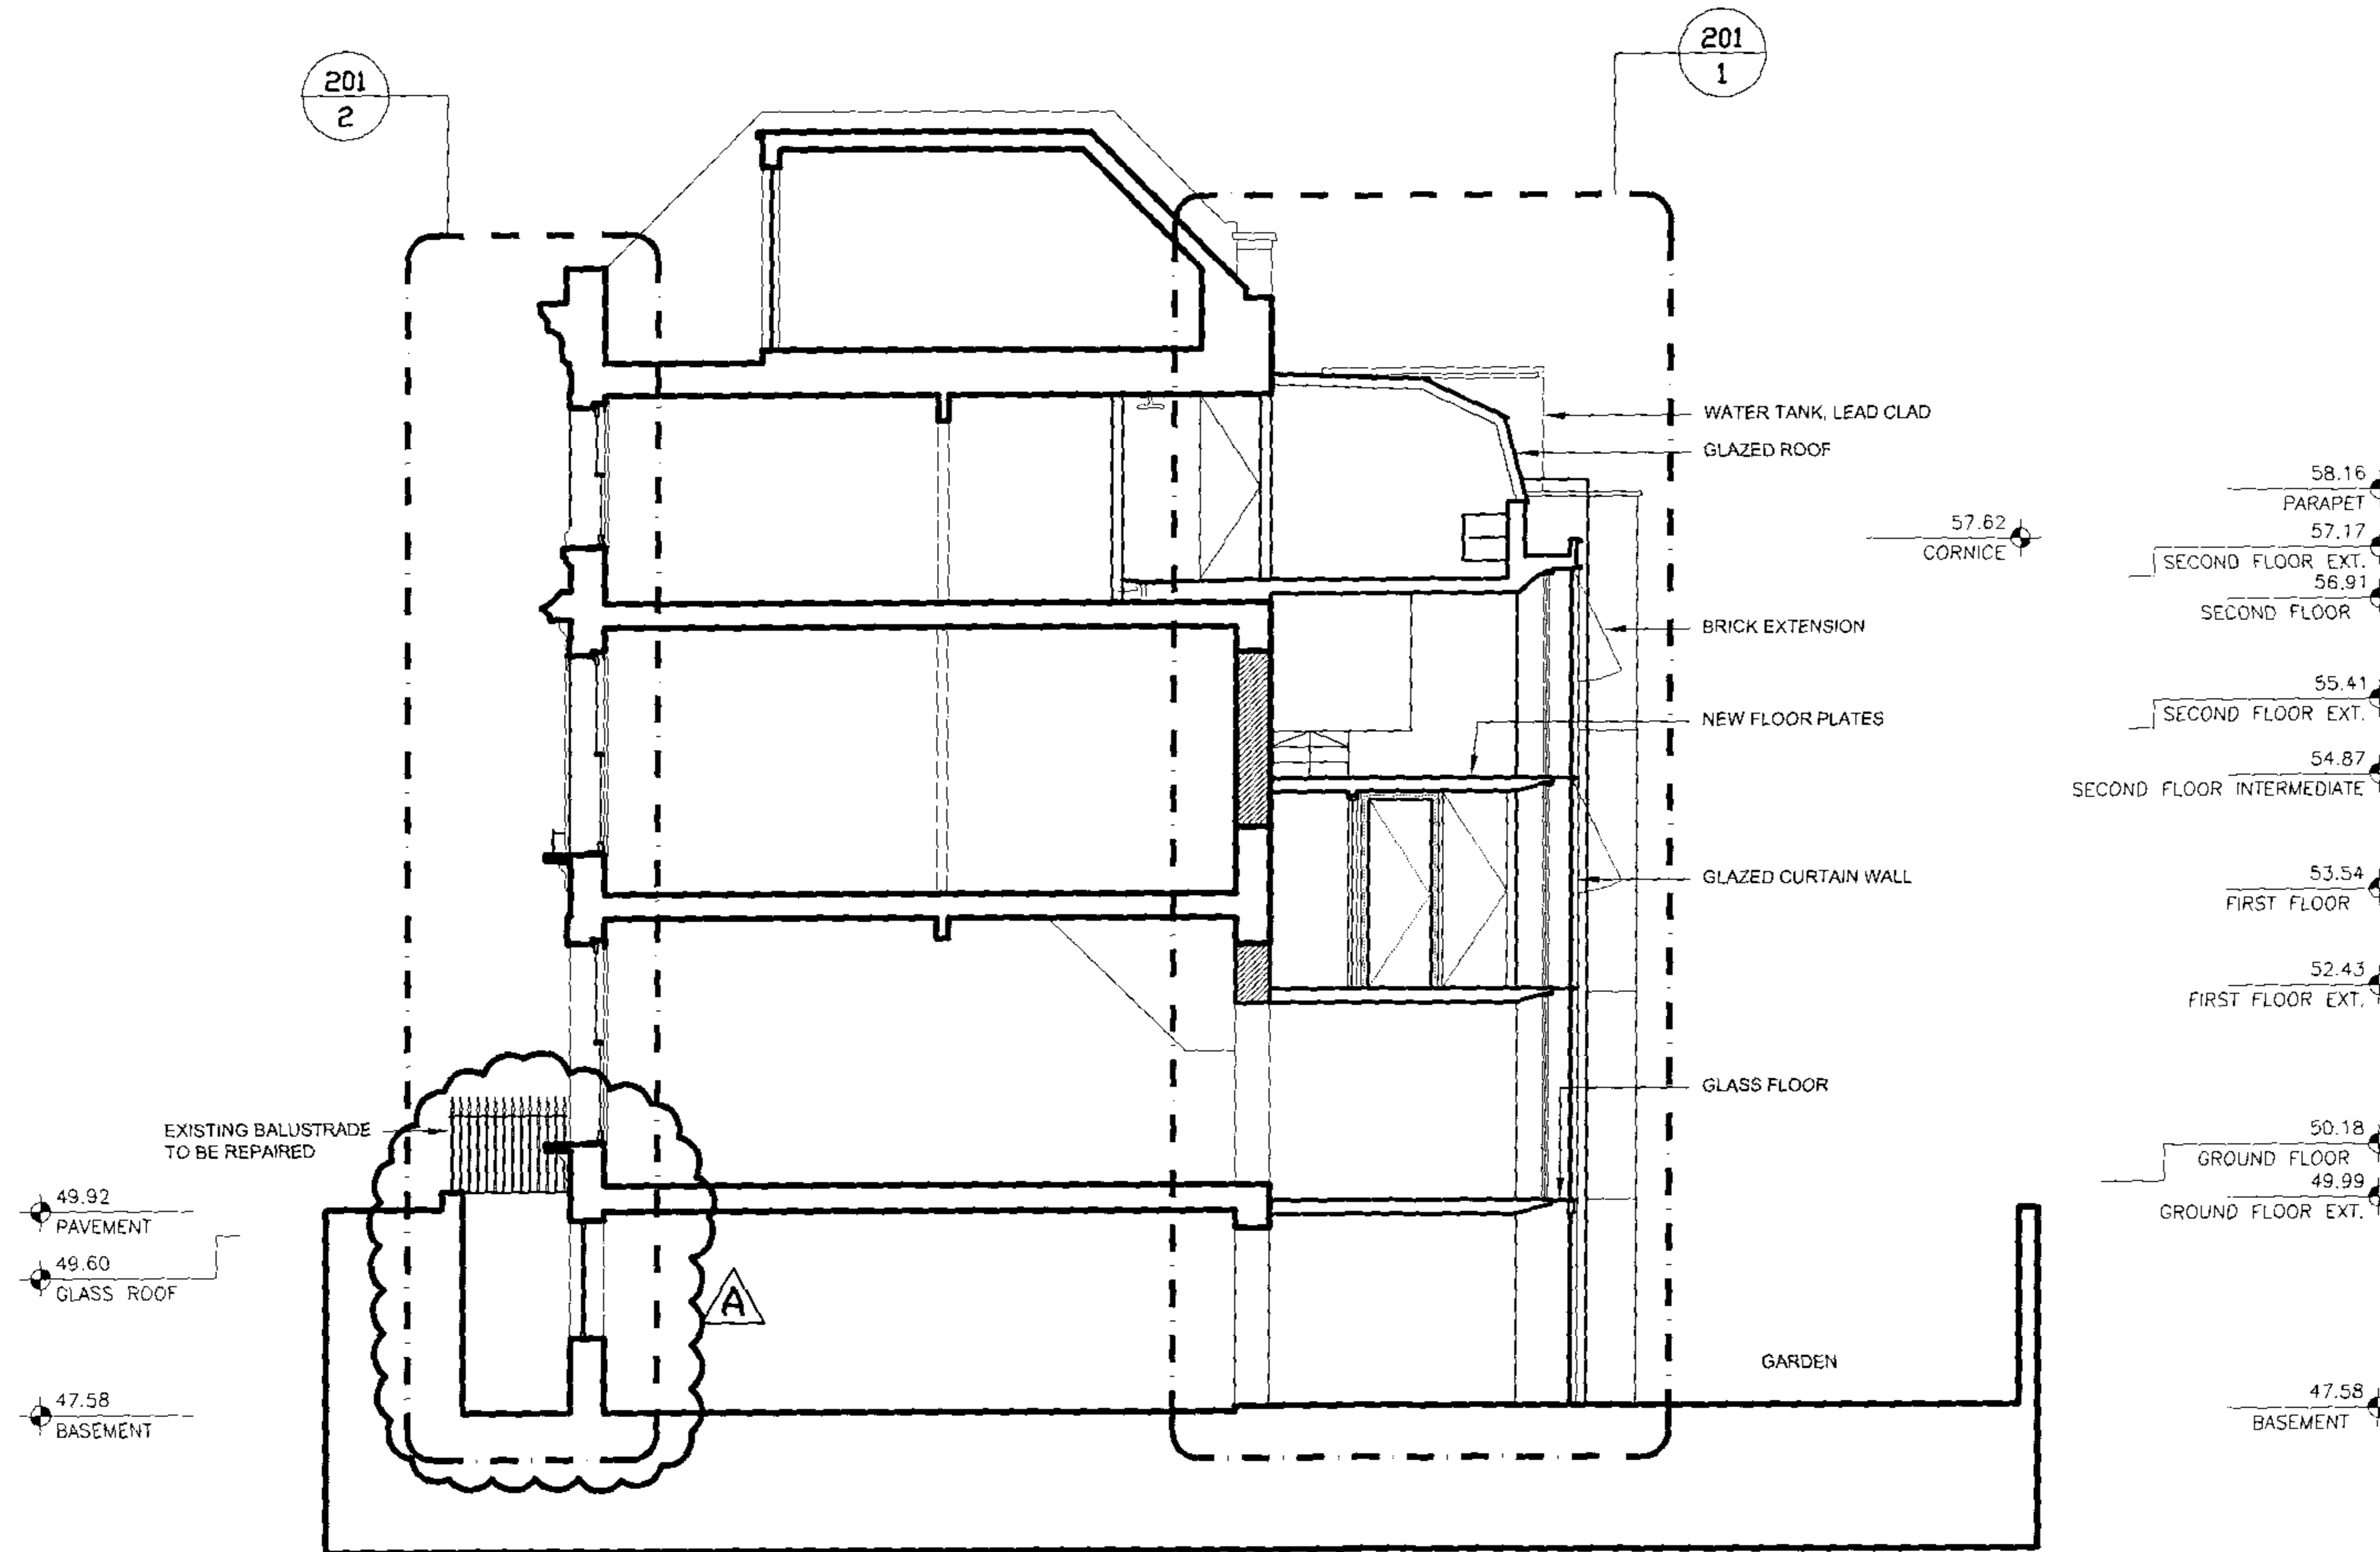 201
2
201
1
WATER TANK, LEAD CLAD
GLAZED ROOF
58.16
PARAPET
57.62
CORNICE
57.17
SECOND FLOOR EXT.
56.91
SECOND FLOOR
BRICK EXTENSION
55.41
SECOND FLOOR EXT.
NEW FLOOR PLATES
54.87
SECOND FLOOR INTERMEDIATE
GLAZED CURTAIN WALL
53.54
FIRST FLOOR
52.43
FIRST FLOOR EXT.
GLASS FLOOR
EXISTING BALUSTRADE
TO BE REPAIRED
50.18
GROUND FLOOR
49.99
GROUND FLOOR EXT.
49.92
PAVEMENT
49.60
GLASS ROOF
A
GARDEN
47.58
BASEMENT
47.58
BASEMENT